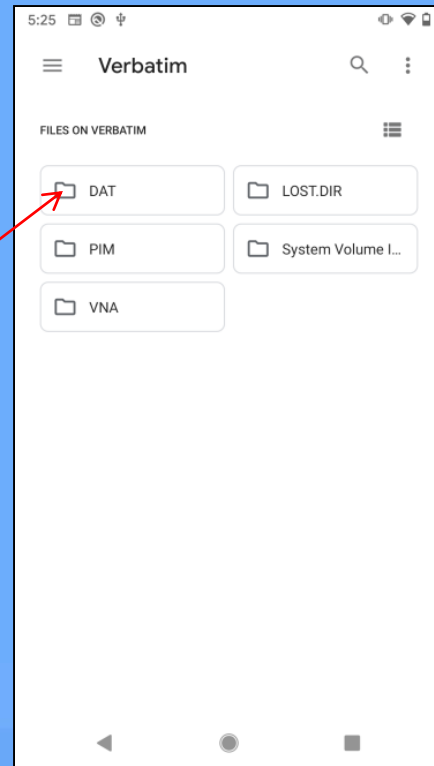 5:25
Verbatim
FILES ON VERBATIM
DAT
LOST.DIR
PIM
System Volume I...
VNA